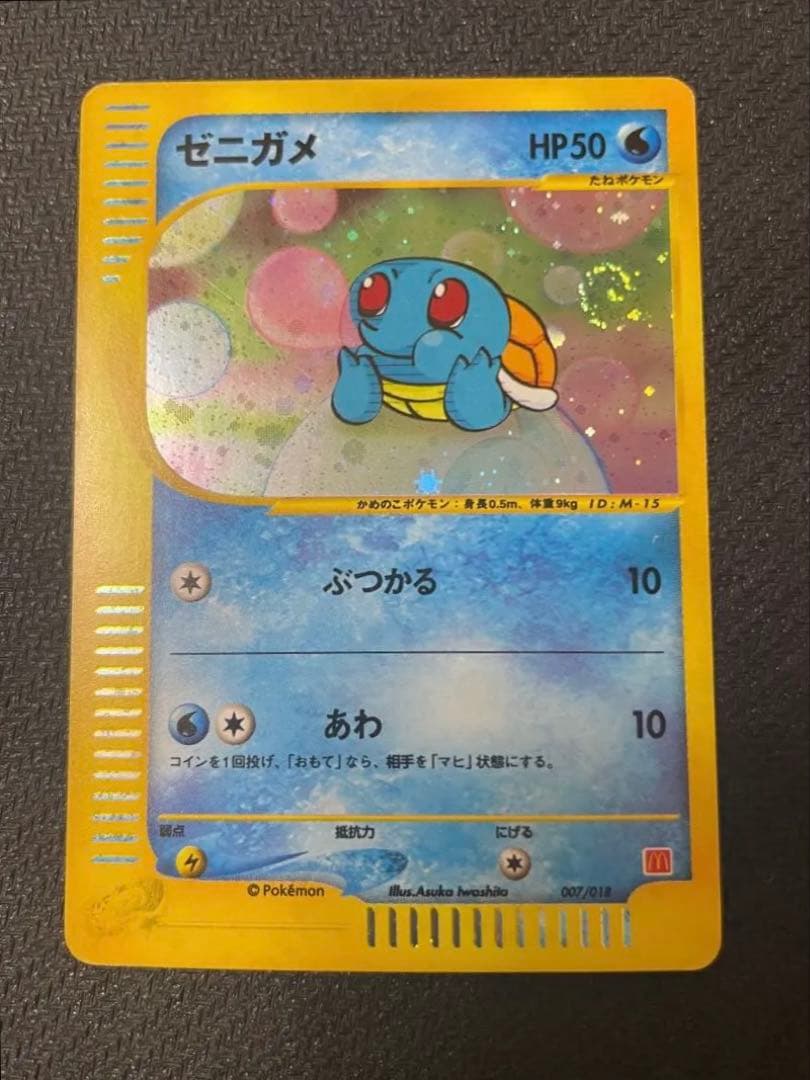 ゼニガメ HP50
たねポケモン
かめのこポケモン：身長0.5m、体重9kg ID:M-15
ぶつかる 10
あわ 10
コインを1回投げ、「おもて」なら、相手を「マヒ」状態にする。
弱点 抵抗力 にげる
© Pokémon Illus.Asuka Iwashita 007/018